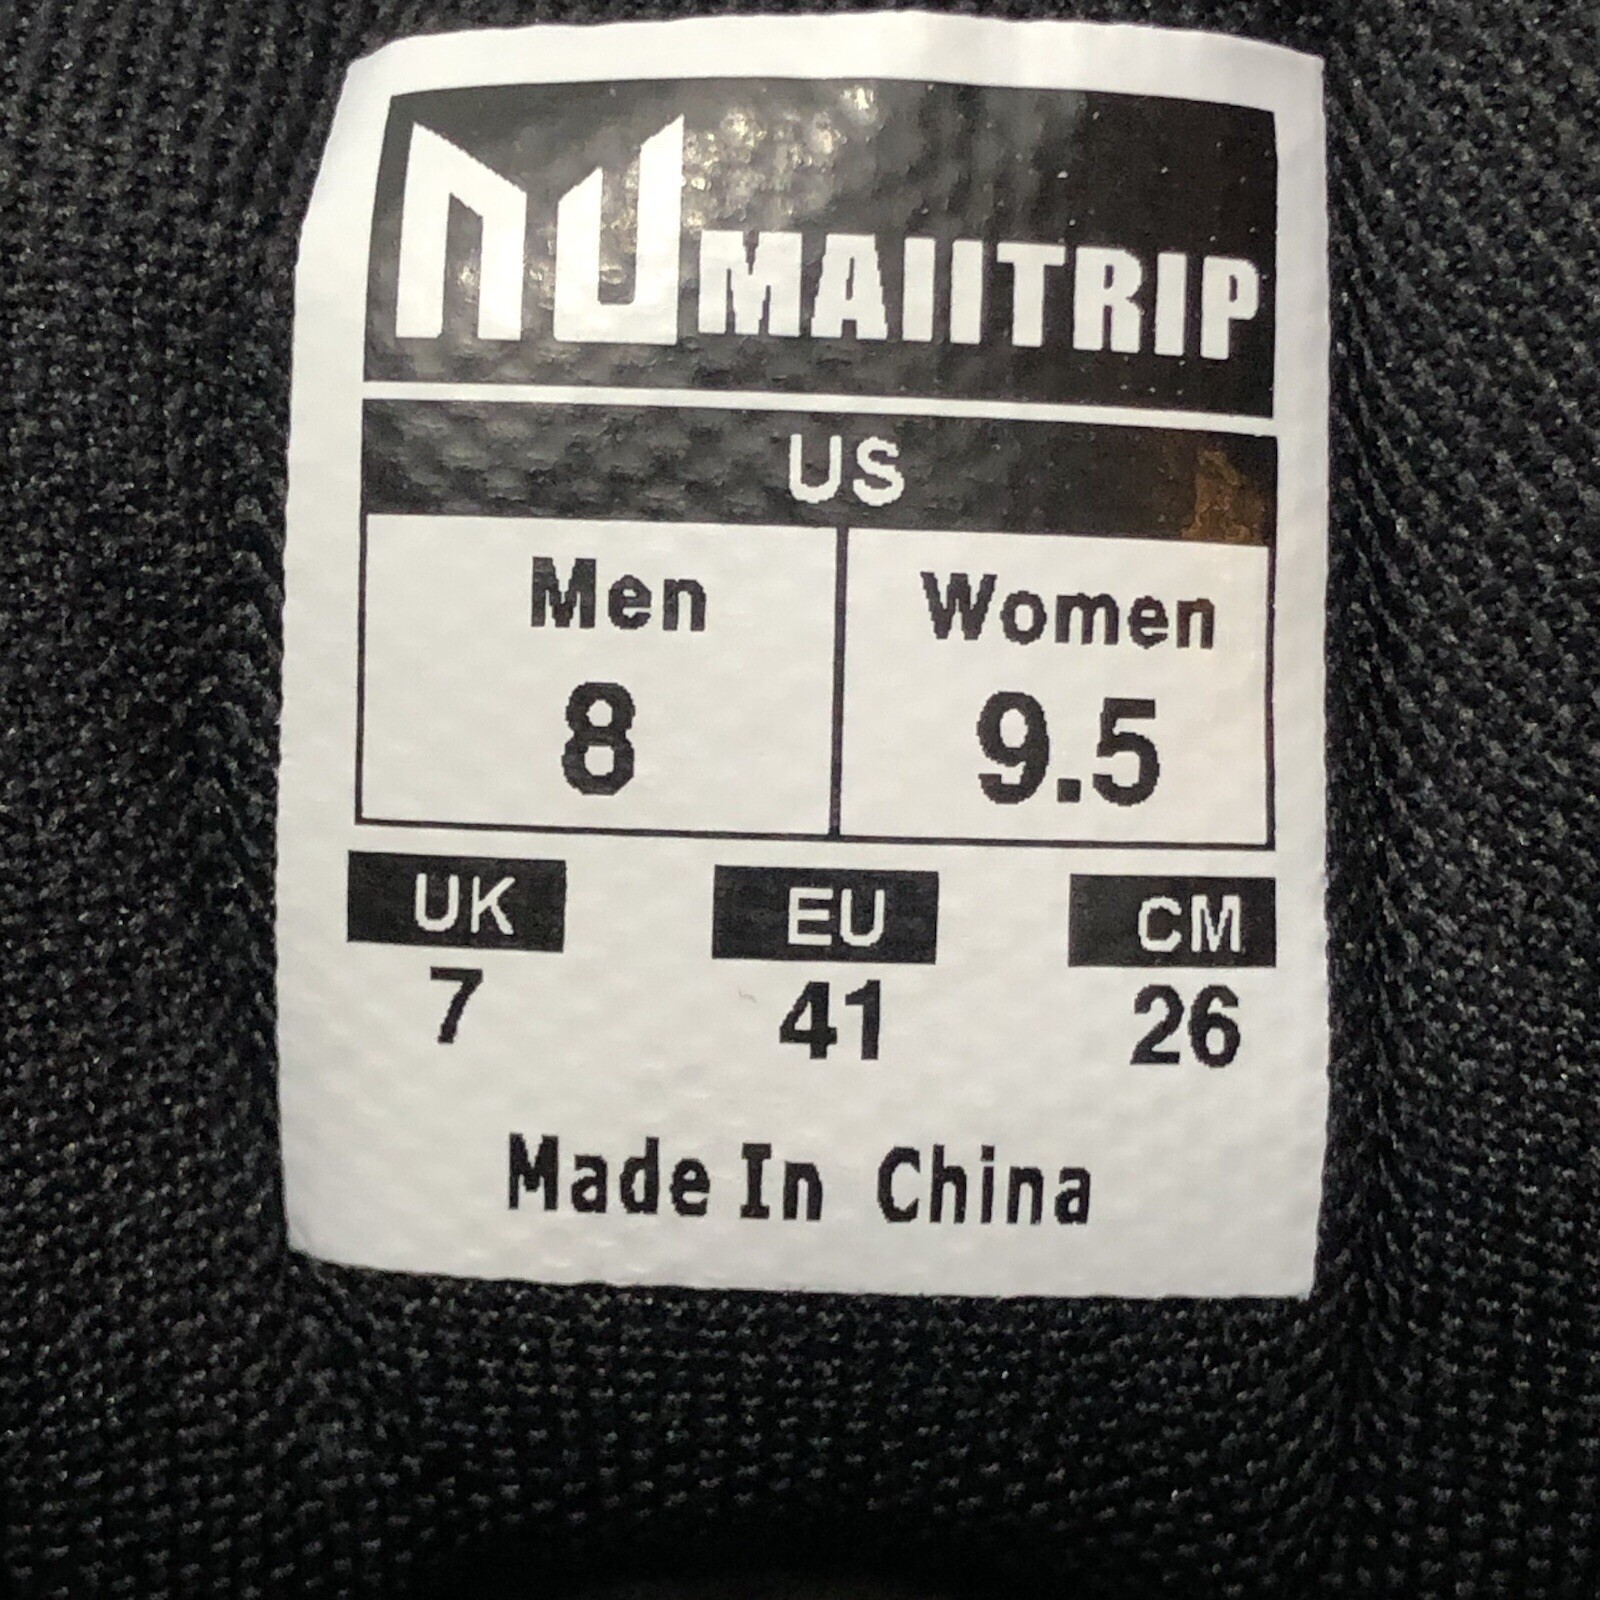 MAIITRIP
US
Men Women
8 9.5
UK EU CM
7 41 26
Made In China